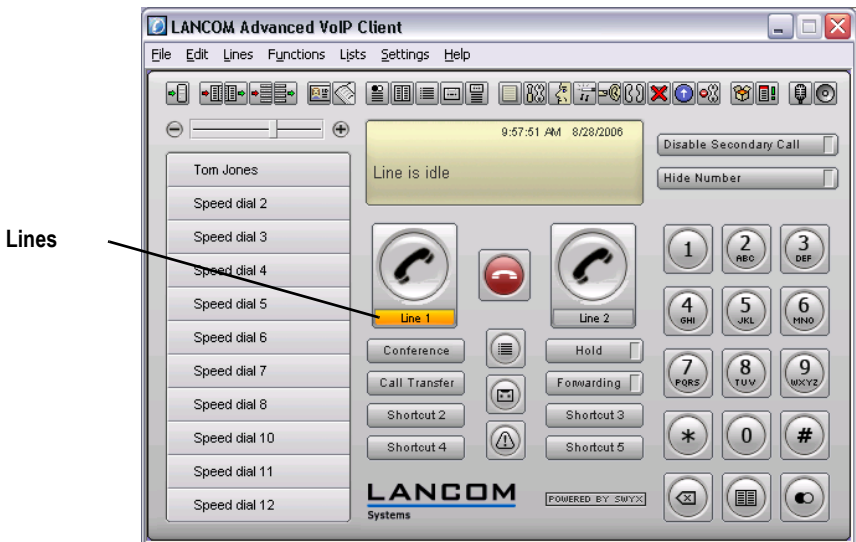 LANCOM Advanced VoIP Client
File Edit Lines Functions Lists Settings Help
9:57:51 AM 8/28/2006
Line is idle
Disable Secondary Call
Hide Number
Tom Jones
Speed dial 2
Speed dial 3
Speed dial 4
Speed dial 5
Speed dial 6
Speed dial 7
Speed dial 8
Speed dial 10
Speed dial 11
Speed dial 12
Lines
Line 1
Line 2
Conference
Hold
Call Transfer
Forwarding
Shortcut 2
Shortcut 3
Shortcut 4
Shortcut 5
1
2
ABC
3
DEF
4
GHI
5
JKL
6
MNO
7
PQRS
8
TUV
9
WXYZ
*
0
#
LANCOM
Systems
POWERED BY SWYX